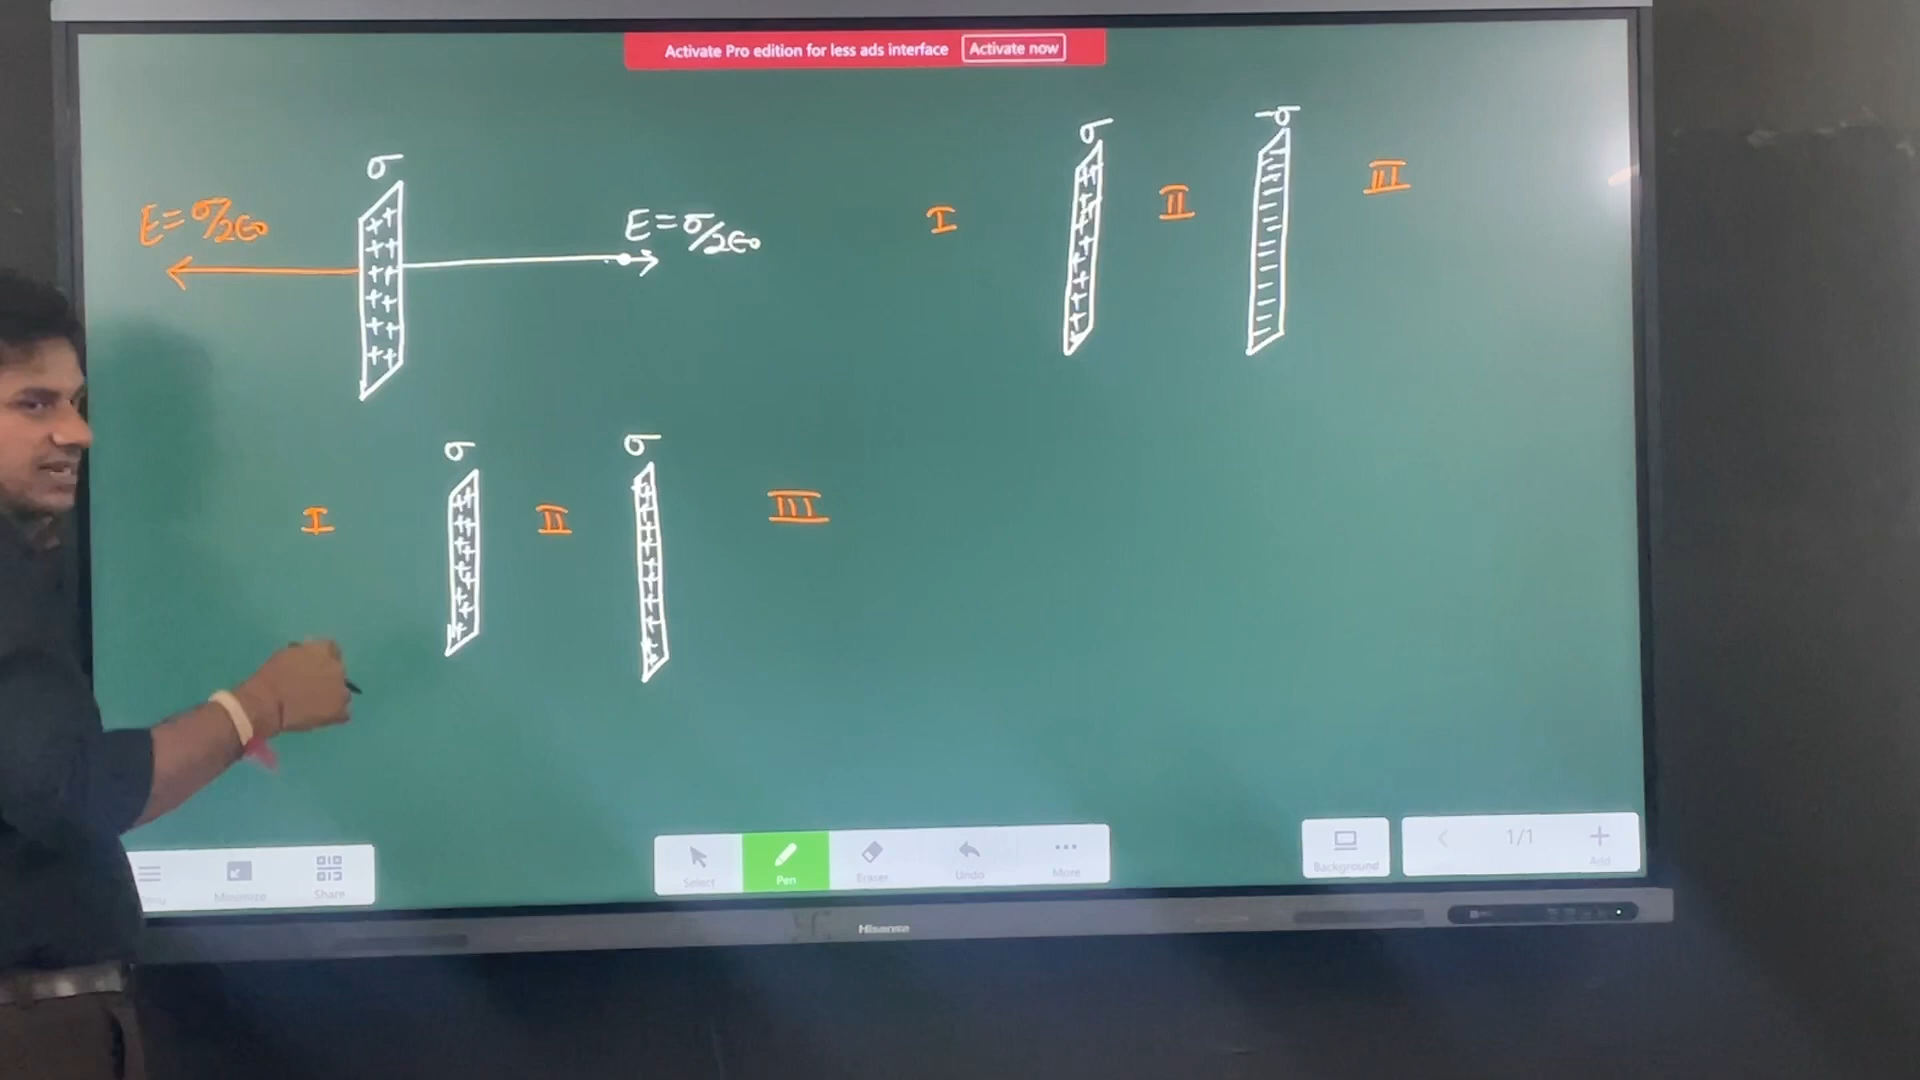 Activate Pro edition for less ads interface Activate now
σ
E=σ/2ϵ₀
E=σ/2ϵ₀
σ
-σ
I
II
III
σ
σ
I
II
III
Minimize
Share
Select
Pen
Eraser
Undo
More
Background
1/1
Add
Hisense